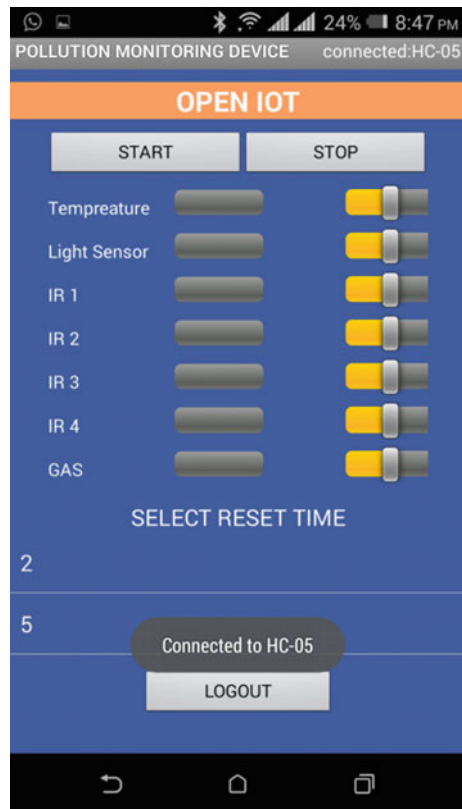 24% 8:47 PM
POLLUTION MONITORING DEVICE connected:HC-05
OPEN IOT
START STOP
Tempreature
Light Sensor
IR 1
IR 2
IR 3
IR 4
GAS
SELECT RESET TIME
2
5
Connected to HC-05
LOGOUT